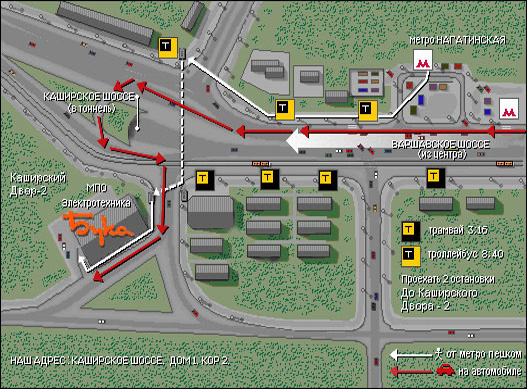 метро НАГАТИНСКАЯ
Т
М
КАШИРСКОЕ ШОССЕ
(в тоннель)
Т
Т
М
ВАРШАВСКОЕ ШОССЕ
(из центра)
Каширский
Двор-2
МПО
Электротехника
Бука
Т
Т
Т
Т
Т трамвай 3,16
Т троллейбус 8,40
Проехать 2 остановки
До Каширского
Двора - 2
НАШ АДРЕС: КАШИРСКОЕ ШОССЕ, ДОМ 1, КОР 2.
от метро пешком
на автомобиле